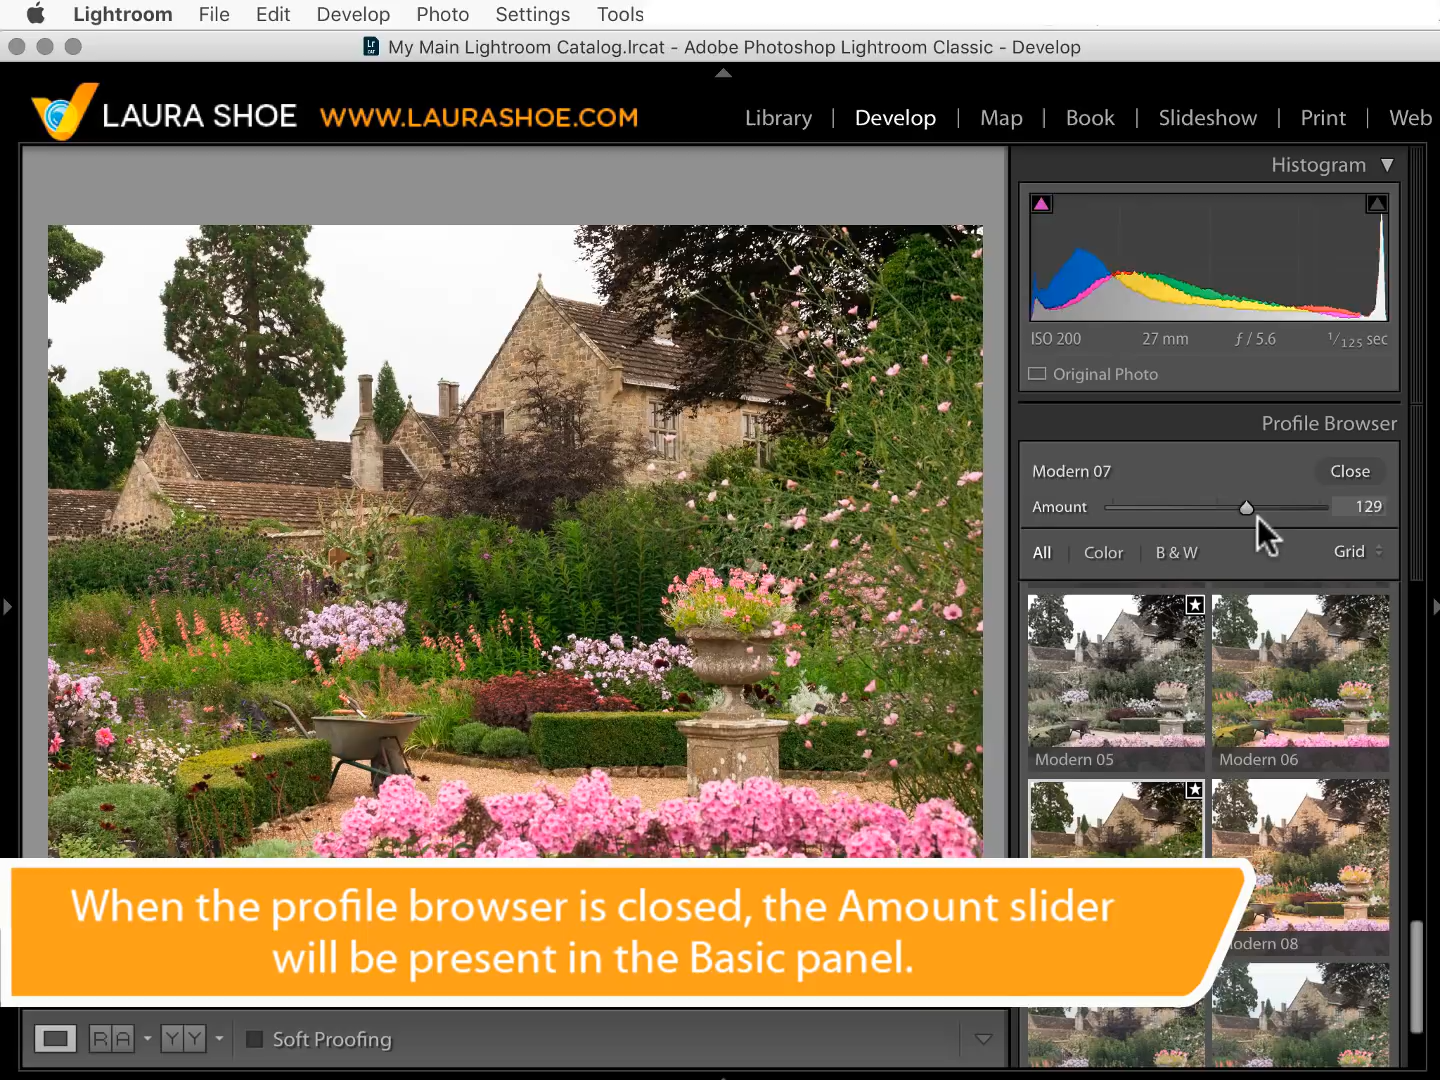 Lightroom File Edit Develop Photo Settings Tools
My Main Lightroom Catalog.lrcat - Adobe Photoshop Lightroom Classic - Develop
LAURA SHOE WWW.LAURASHOE.COM
Library | Develop | Map | Book | Slideshow | Print | Web
Histogram
ISO 200 27 mm ƒ / 5.6 1/125 sec
Original Photo
Profile Browser
Modern 07 Close
Amount 129
All Color B & W Grid
Modern 05 Modern 06
Modern 08
When the profile browser is closed, the Amount slider
will be present in the Basic panel.
R A Y Y Soft Proofing